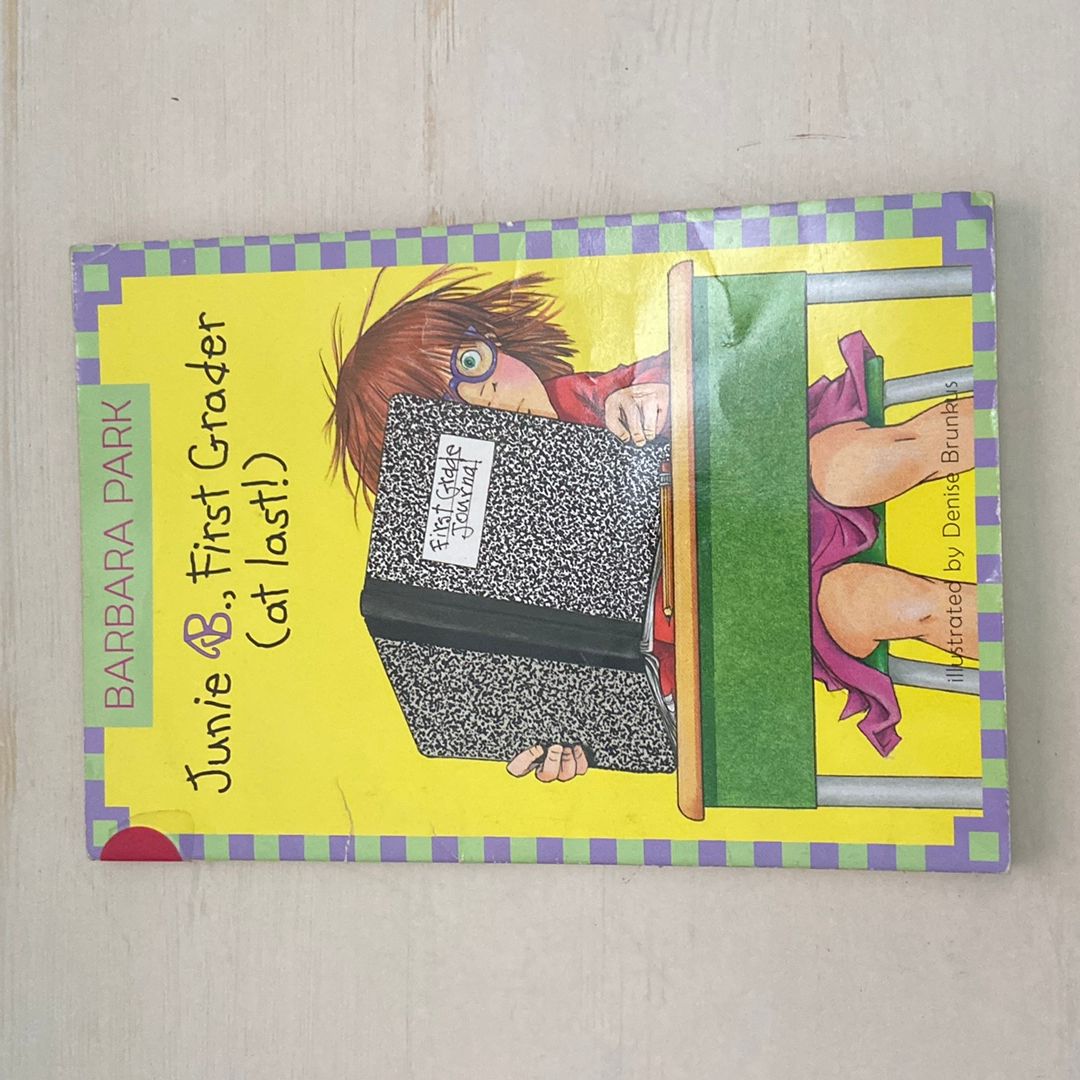 BARBARA PARK
Junie B., First Grader
(at last!)
First Grade
Journal
illustrated by Denise Brunkus